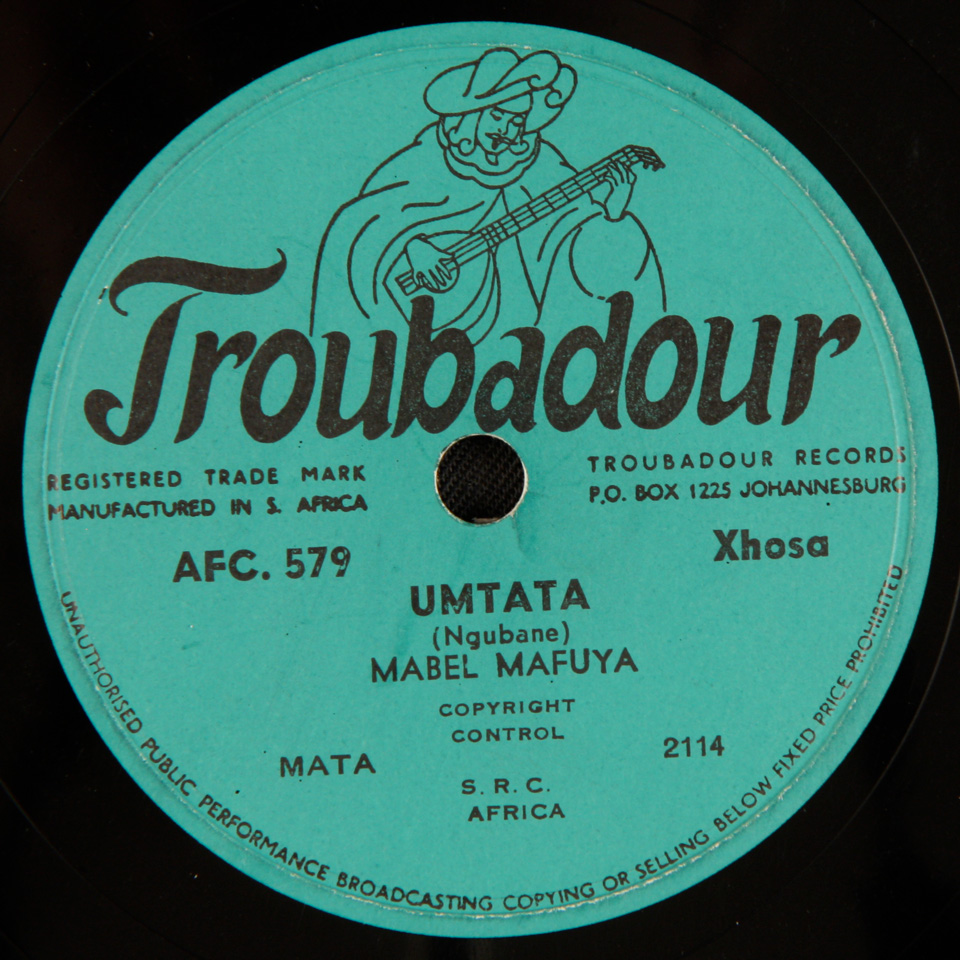 Troubadour
REGISTERED TRADE MARK
MANUFACTURED IN S. AFRICA
TROUBADOUR RECORDS
P.O. BOX 1225 JOHANNESBURG
AFC. 579
Xhosa
UMTATA
(Ngubane)
MABEL MAFUYA
COPYRIGHT
CONTROL
MATA
2114
S. R. C.
AFRICA
UNAUTHORISED PUBLIC PERFORMANCE BROADCASTING COPYING OR SELLING BELOW FIXED PRICE PROHIBITED